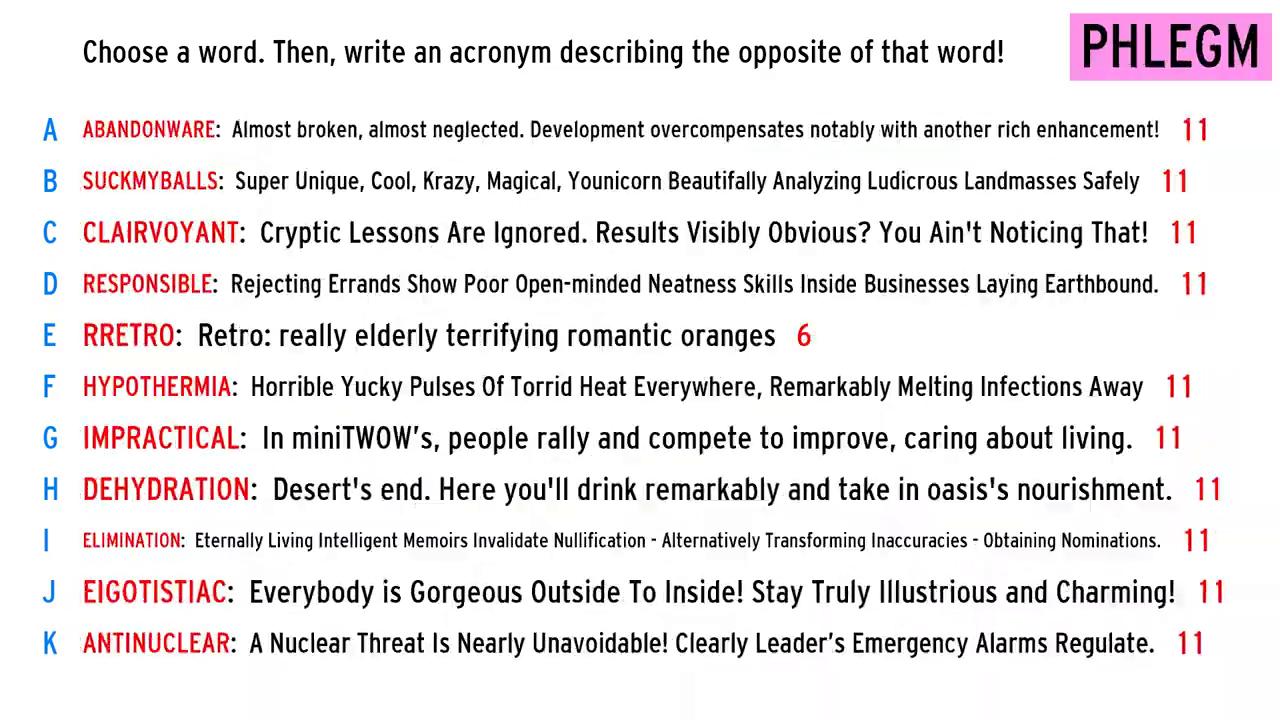 Choose a word. Then, write an acronym describing the opposite of that word!
PHLEGM
A ABANDONWARE: Almost broken, almost neglected. Development overcompensates notably with another rich enhancement! 11
B SUCKMYBALLS: Super Unique, Cool, Krazy, Magical, Younicorn Beautifally Analyzing Ludicrous Landmasses Safely 11
C CLAIRVOYANT: Cryptic Lessons Are Ignored. Results Visibly Obvious? You Ain't Noticing That! 11
D RESPONSIBLE: Rejecting Errands Show Poor Open-minded Neatness Skills Inside Businesses Laying Earthbound. 11
E RRETRO: Retro: really elderly terrifying romantic oranges 6
F HYPOTHERMIA: Horrible Yucky Pulses Of Torrid Heat Everywhere, Remarkably Melting Infections Away 11
G IMPRACTICAL: In miniTWOW’s, people rally and compete to improve, caring about living. 11
H DEHYDRATION: Desert's end. Here you'll drink remarkably and take in oasis's nourishment. 11
I ELIMINATION: Eternally Living Intelligent Memoirs Invalidate Nullification - Alternatively Transforming Inaccuracies - Obtaining Nominations. 11
J EIGOTISTIAC: Everybody is Gorgeous Outside To Inside! Stay Truly Illustrious and Charming! 11
K ANTINUCLEAR: A Nuclear Threat Is Nearly Unavoidable! Clearly Leader’s Emergency Alarms Regulate. 11